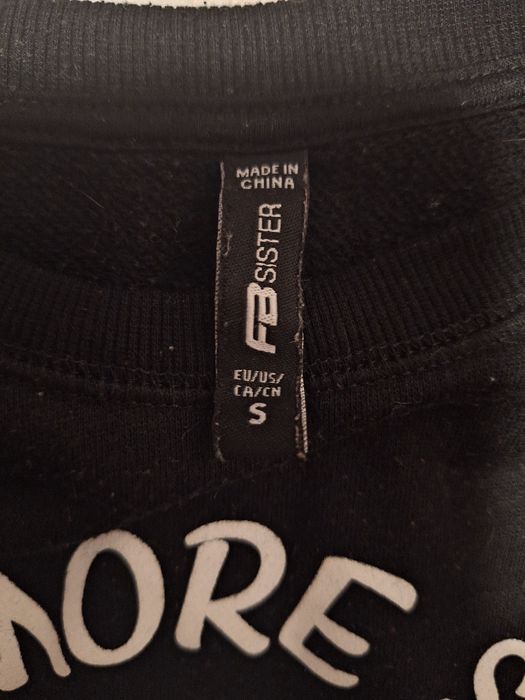 MADE IN
CHINA
FB SISTER
EU/US/
CA/CN
S
MORE